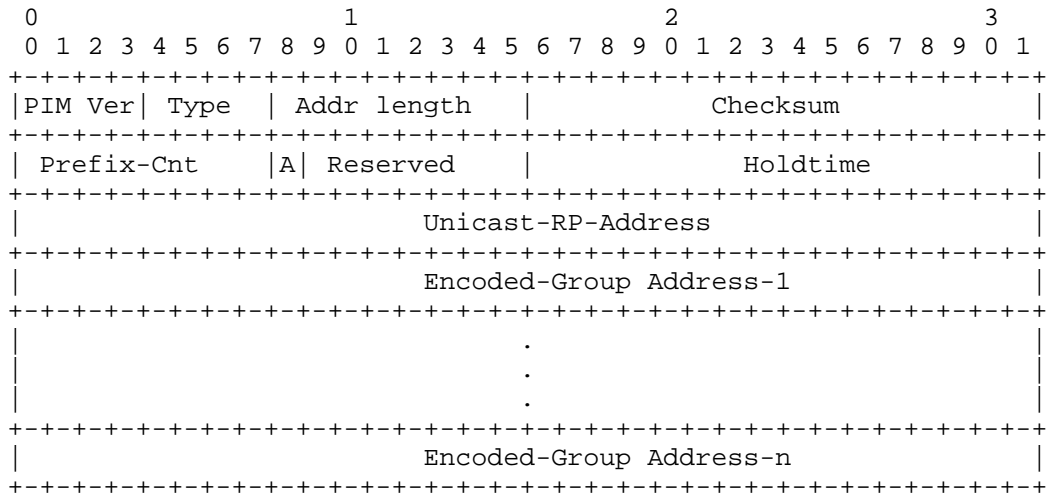 0                   1                   2                   3
 0 1 2 3 4 5 6 7 8 9 0 1 2 3 4 5 6 7 8 9 0 1 2 3 4 5 6 7 8 9 0 1
+-+-+-+-+-+-+-+-+-+-+-+-+-+-+-+-+-+-+-+-+-+-+-+-+-+-+-+-+-+-+-+-+
|PIM Ver| Type  | Addr length   |           Checksum            |
+-+-+-+-+-+-+-+-+-+-+-+-+-+-+-+-+-+-+-+-+-+-+-+-+-+-+-+-+-+-+-+-+
| Prefix-Cnt    |A| Reserved    |             Holdtime          |
+-+-+-+-+-+-+-+-+-+-+-+-+-+-+-+-+-+-+-+-+-+-+-+-+-+-+-+-+-+-+-+-+
|                         Unicast-RP-Address                    |
+-+-+-+-+-+-+-+-+-+-+-+-+-+-+-+-+-+-+-+-+-+-+-+-+-+-+-+-+-+-+-+-+
|                         Encoded-Group Address-1               |
+-+-+-+-+-+-+-+-+-+-+-+-+-+-+-+-+-+-+-+-+-+-+-+-+-+-+-+-+-+-+-+-+
|                               .                               |
|                               .                               |
|                               .                               |
+-+-+-+-+-+-+-+-+-+-+-+-+-+-+-+-+-+-+-+-+-+-+-+-+-+-+-+-+-+-+-+-+
|                         Encoded-Group Address-n               |
+-+-+-+-+-+-+-+-+-+-+-+-+-+-+-+-+-+-+-+-+-+-+-+-+-+-+-+-+-+-+-+-+